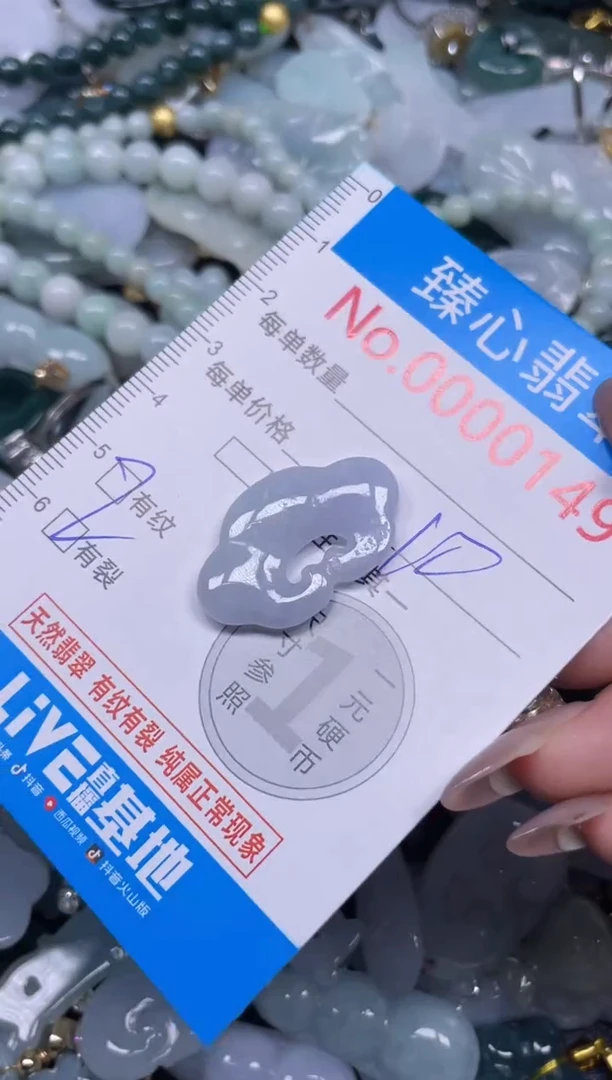 0
1
2
3
4
5
6
臻心翡
No.0000149
每单数量
每单价格
10
有纹
有裂
一元硬币
1
寸参照
天然翡翠 有纹有裂 纯属正常现象
LiVE直播基地
抖音 西瓜视频 抖音火山版